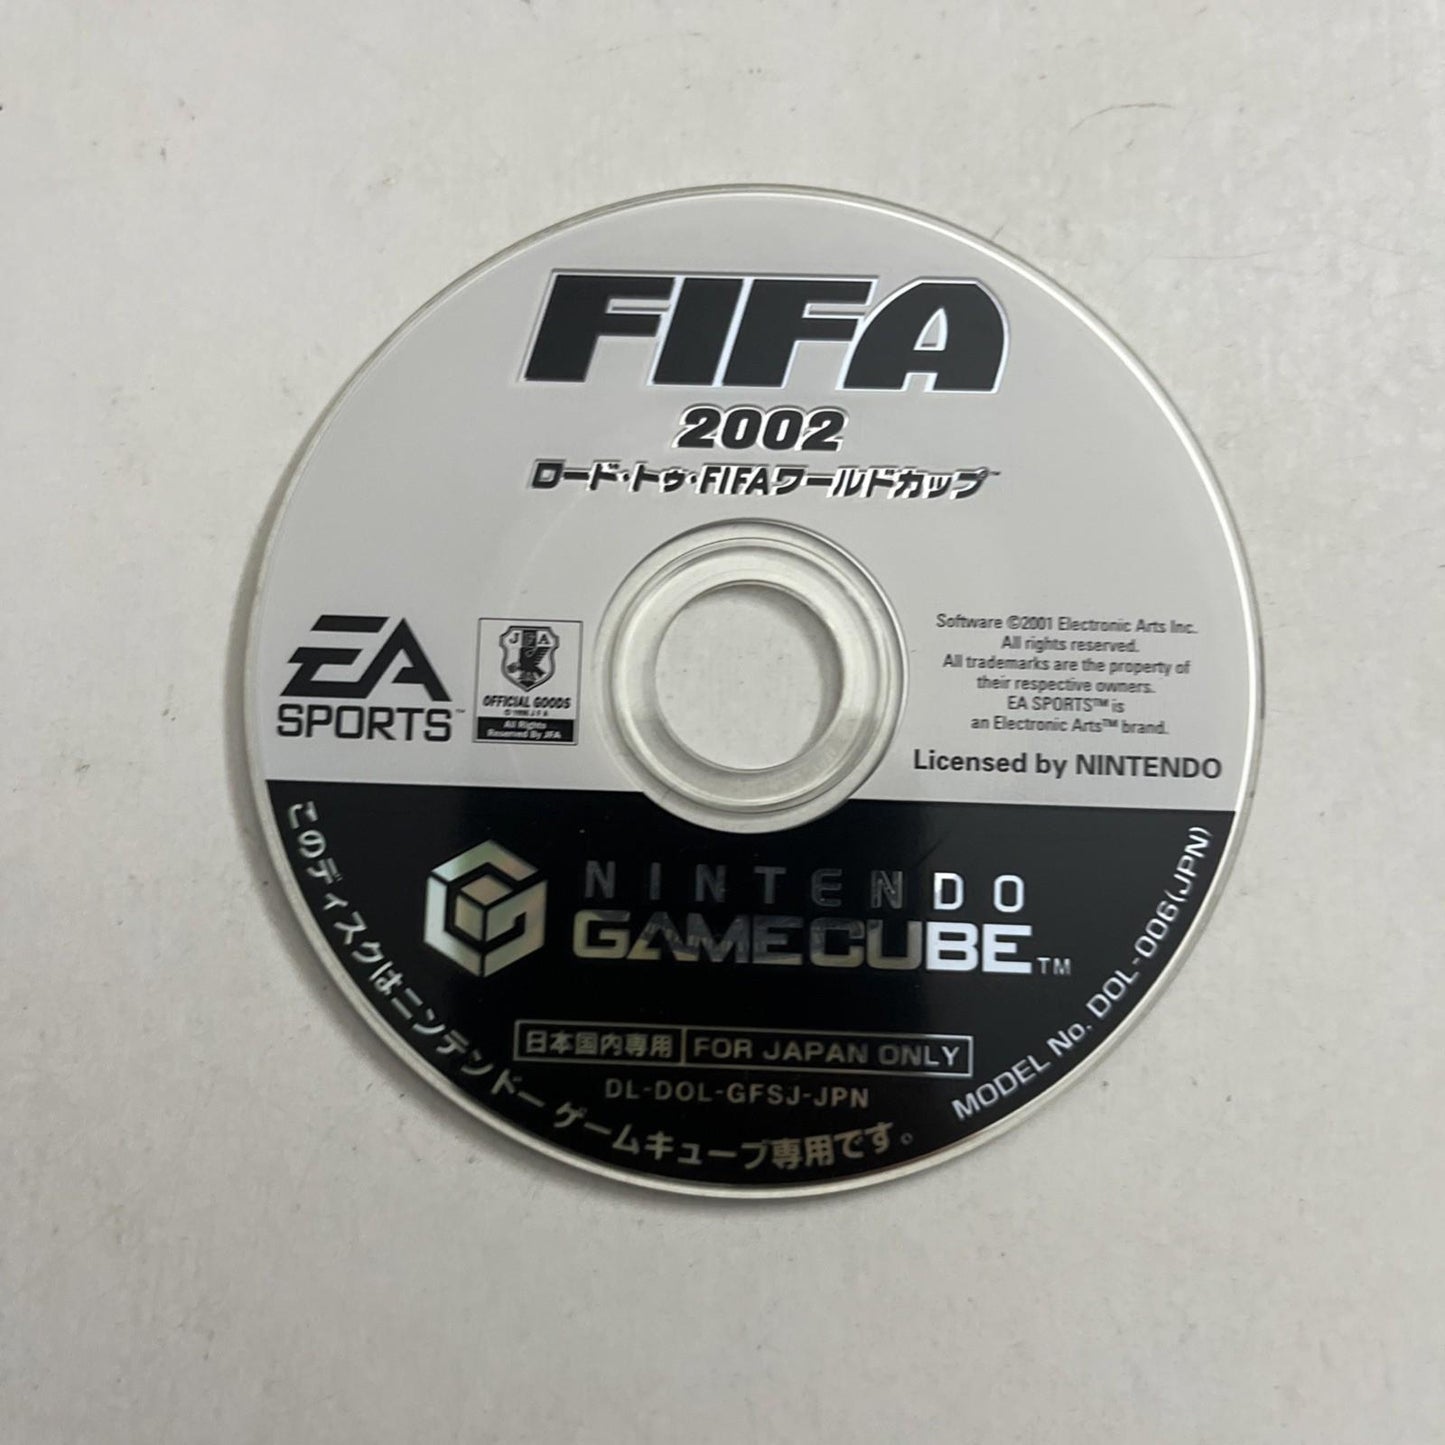 FIFA
2002
ロード・トゥ・FIFAワールドカップ™
EA
SPORTS™
JFA
OFFICIAL GOODS
All Rights
Reserved By JFA
Software ©2001 Electronic Arts Inc.
All rights reserved.
All trademarks are the property of
their respective owners.
EA SPORTS™ is
an Electronic Arts™ brand.
Licensed by NINTENDO
NINTENDO
GAMECUBE™
日本国内専用 FOR JAPAN ONLY
DL-DOL-GFSJ-JPN
このディスクはニンテンドー ゲームキューブ専用です。
MODEL No. DOL-006(JPN)